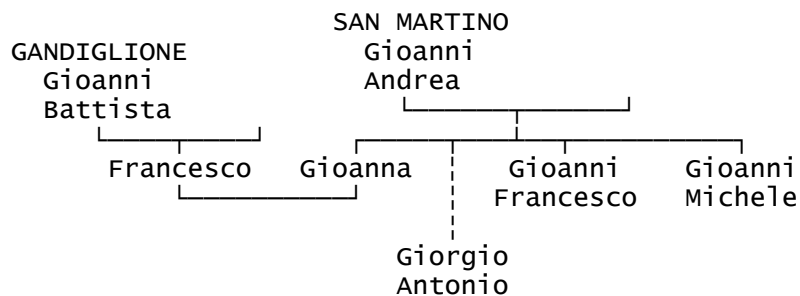 SAN MARTINO
GANDIGLIONE Gioanni
Gioanni Andrea
Battista
Francesco Gioanna Gioanni Gioanni
Francesco Michele
Giorgio
Antonio